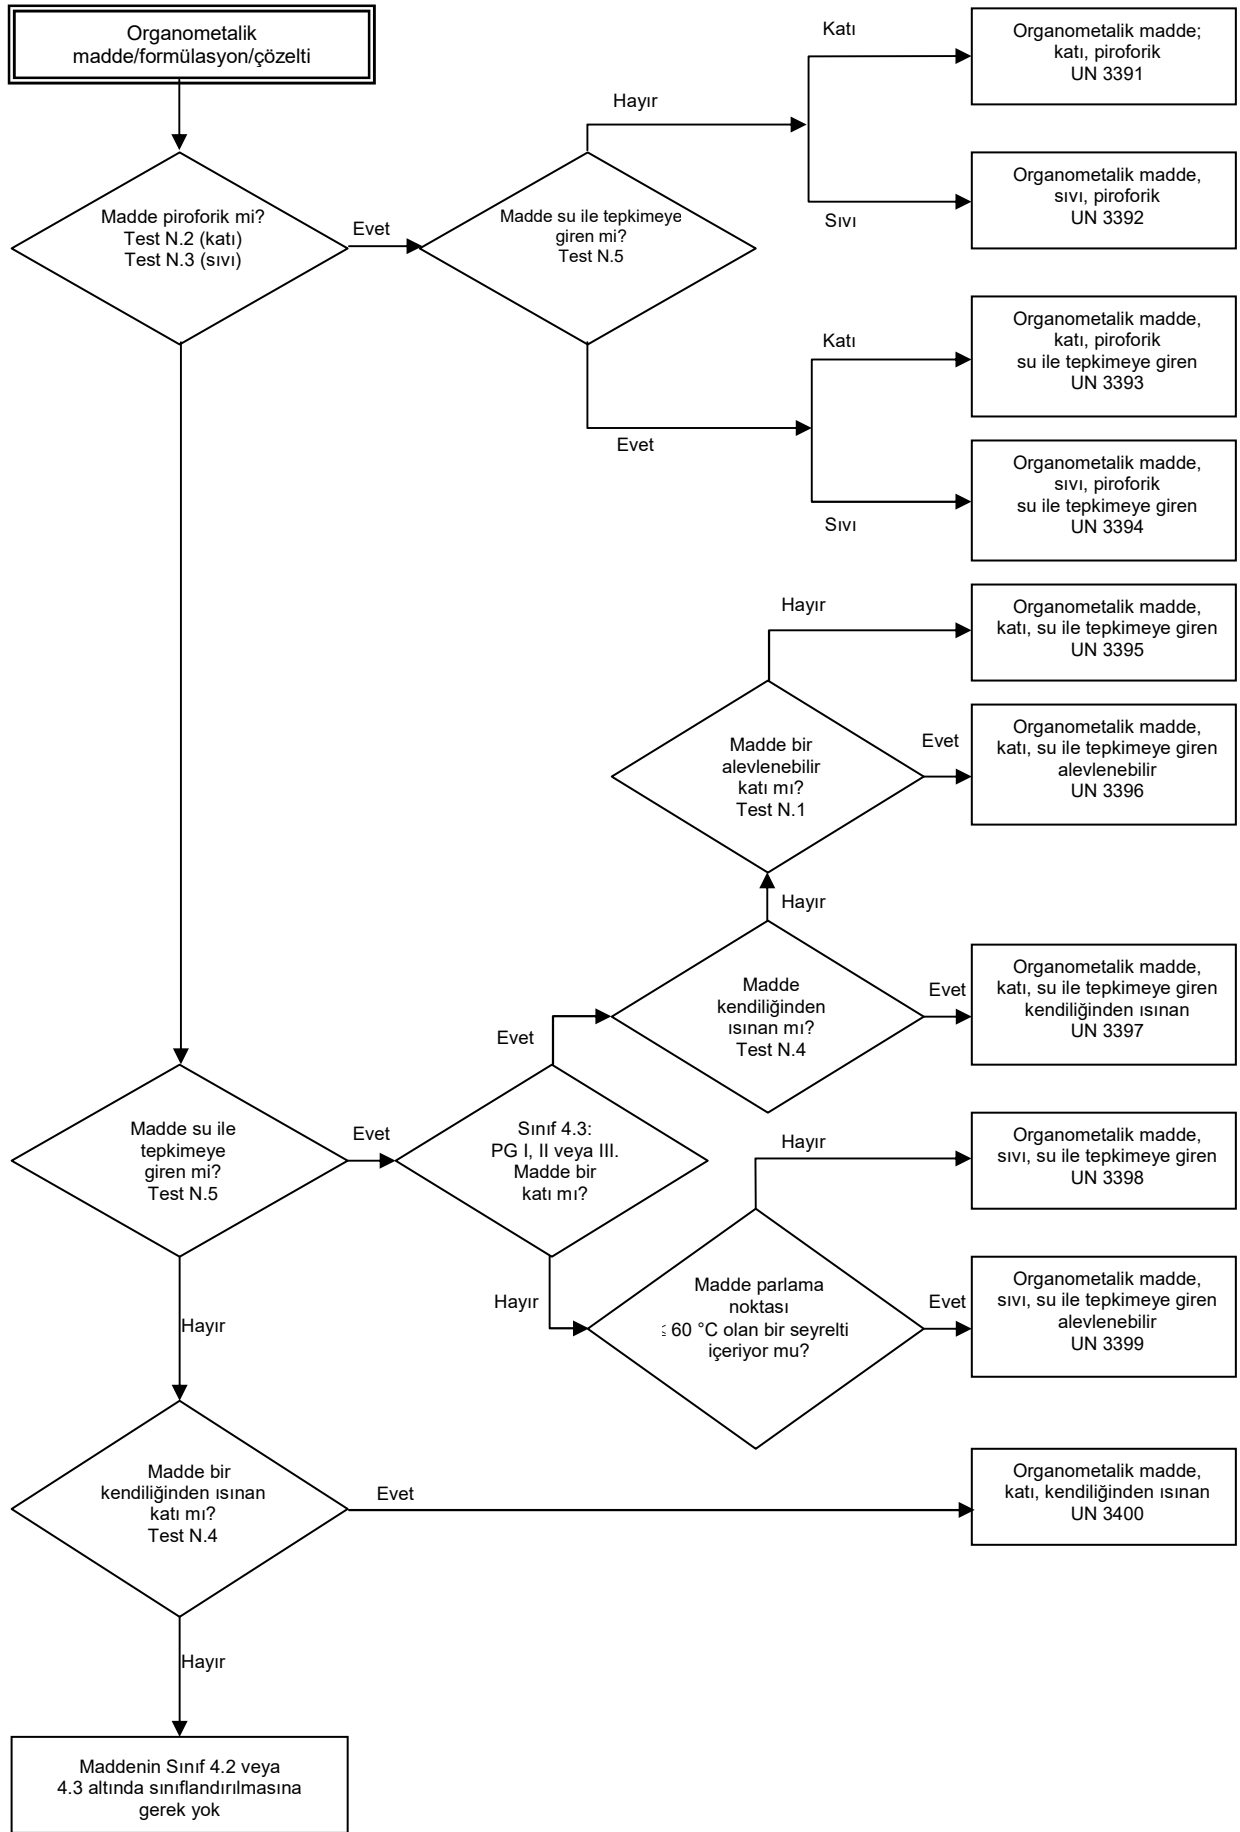 Organometalik
madde/formülasyon/çözelti
Madde piroforik mi?
Test N.2 (katı)
Test N.3 (sıvı)
Evet
Madde su ile tepkimeye
giren mi?
Test N.5
Hayır
Katı
Organometalik madde;
katı, piroforik
UN 3391
Sıvı
Organometalik madde,
sıvı, piroforik
UN 3392
Evet
Katı
Organometalik madde,
katı, piroforik
su ile tepkimeye giren
UN 3393
Sıvı
Organometalik madde,
sıvı, piroforik
su ile tepkimeye giren
UN 3394
Hayır
Organometalik madde,
katı, su ile tepkimeye giren
UN 3395
Madde bir
alevlenebilir
katı mı?
Test N.1
Evet
Organometalik madde,
katı, su ile tepkimeye giren
alevlenebilir
UN 3396
Hayır
Madde
kendiliğinden
ısınan mı?
Test N.4
Evet
Organometalik madde,
katı, su ile tepkimeye giren
kendiliğinden ısınan
UN 3397
Evet
Madde su ile
tepkimeye
giren mi?
Test N.5
Evet
Sınıf 4.3:
PG I, II veya III.
Madde bir
katı mı?
Hayır
Organometalik madde,
sıvı, su ile tepkimeye giren
UN 3398
Hayır
Madde parlama
noktası
≤ 60 °C olan bir seyrelti
içeriyor mu?
Evet
Organometalik madde,
sıvı, su ile tepkimeye giren
alevlenebilir
UN 3399
Hayır
Madde bir
kendiliğinden ısınan
katı mı?
Test N.4
Evet
Organometalik madde,
katı, kendiliğinden ısınan
UN 3400
Hayır
Maddenin Sınıf 4.2 veya
4.3 altında sınıflandırılmasına
gerek yok